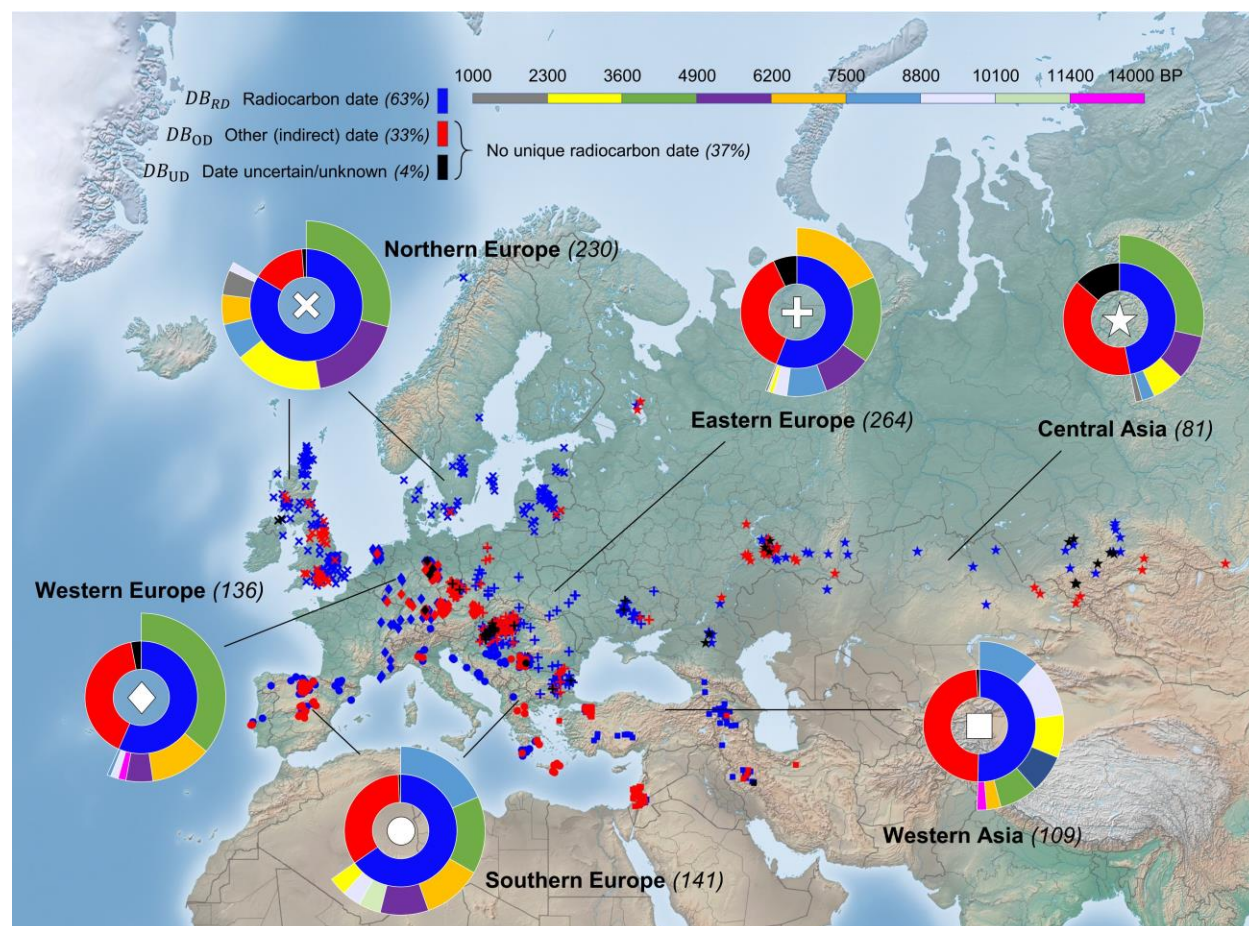 1000 2300 3600 4900 6200 7500 8800 10100 11400 14000 BP
DB_RD Radiocarbon date (63%)
DB_OD Other (indirect) date (33%)
No unique radiocarbon date (37%)
DB_UD Date uncertain/unknown (4%)
Northern Europe (230)
Eastern Europe (264)
Central Asia (81)
Western Europe (136)
Western Asia (109)
Southern Europe (141)